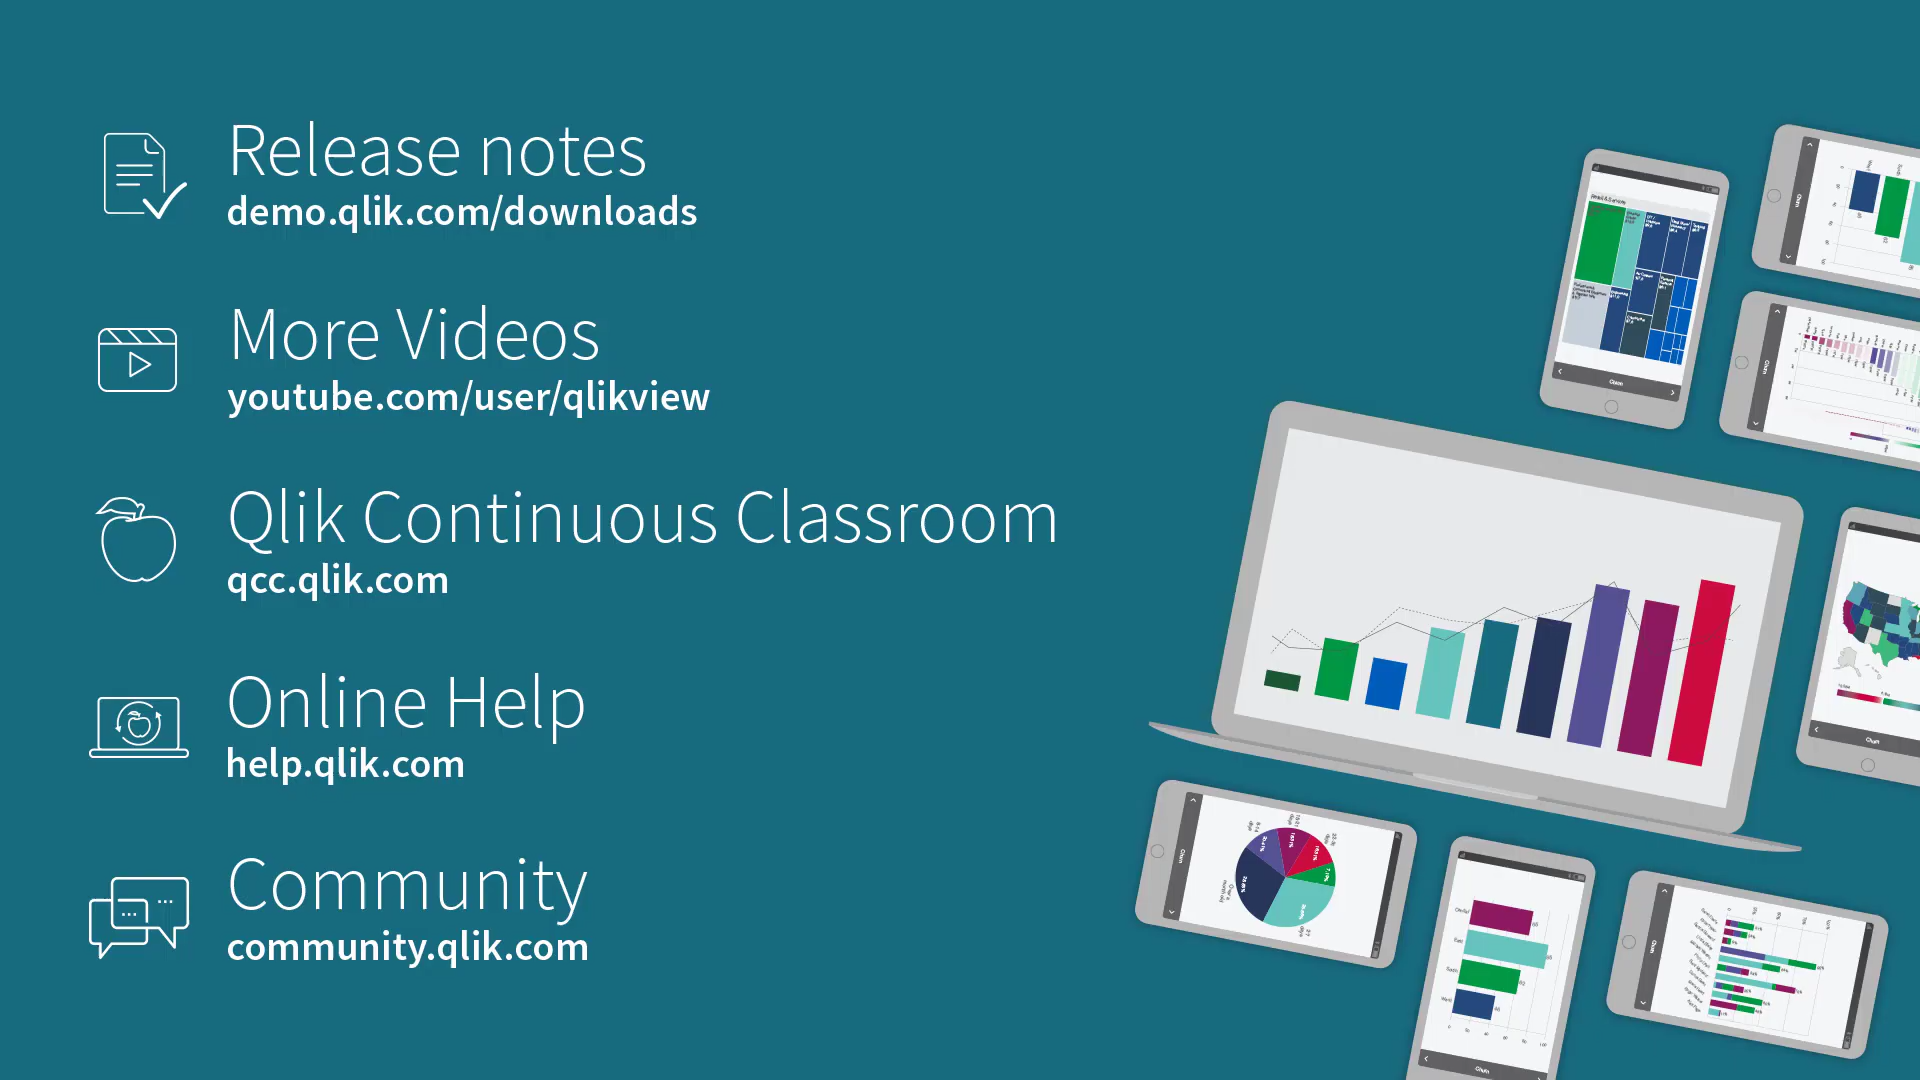 Release notes
demo.qlik.com/downloads
More Videos
youtube.com/user/qlikview
Qlik Continuous Classroom
qcc.qlik.com
Online Help
help.qlik.com
Community
community.qlik.com